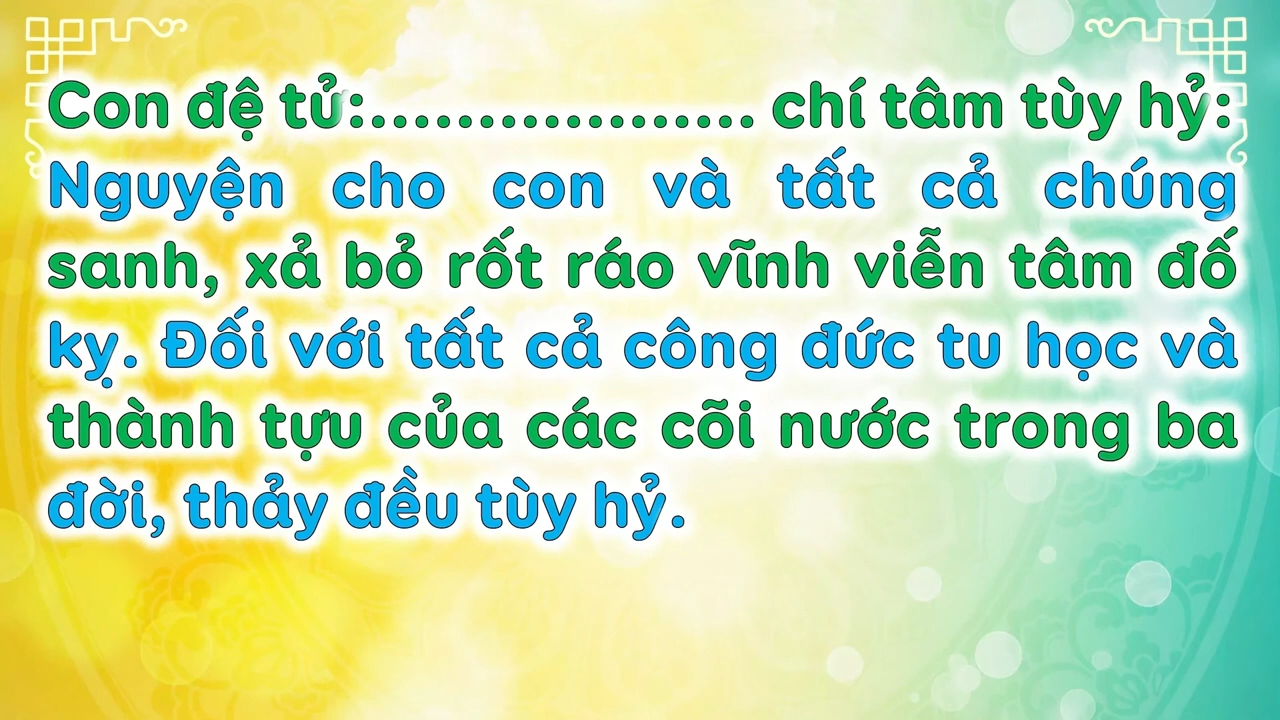 Con đệ tử:.................. chí tâm tùy hỷ:
Nguyện cho con và tất cả chúng
sanh, xả bỏ rốt ráo vĩnh viễn tâm đố
kỵ. Đối với tất cả công đức tu học và
thành tựu của các cõi nước trong ba
đời, thảy đều tùy hỷ.